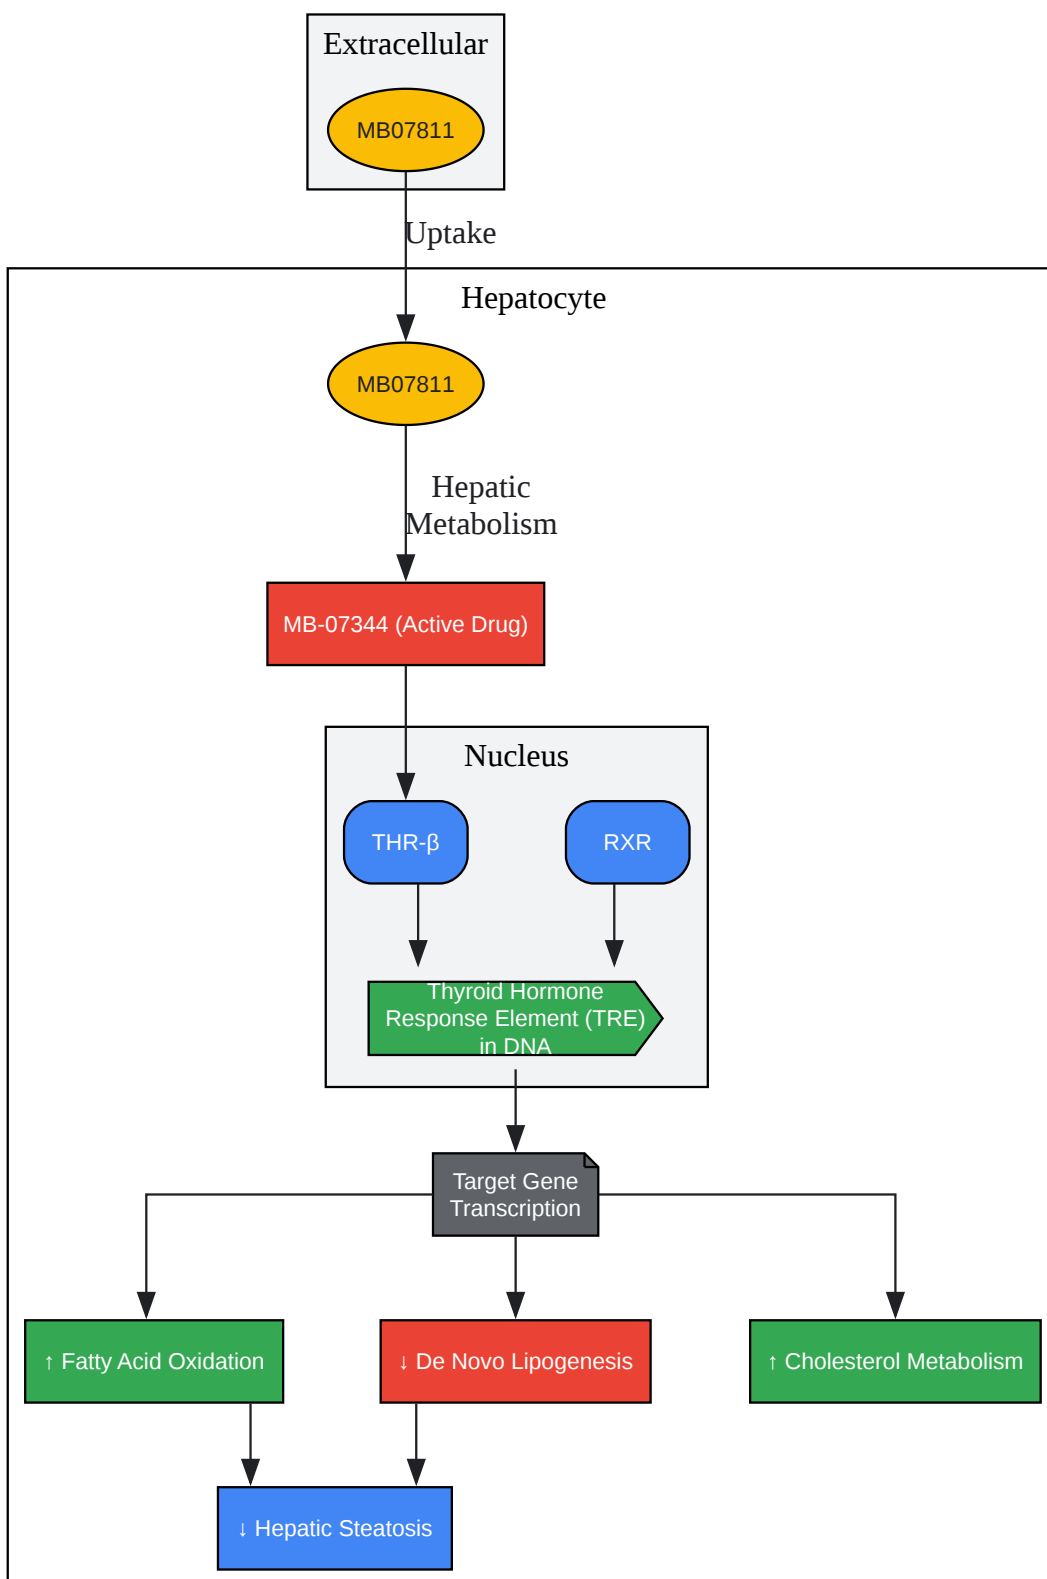 Extracellular
MB07811
Uptake
Hepatocyte
MB07811
Hepatic
Metabolism
MB-07344 (Active Drug)
Nucleus
THR-β
RXR
Thyroid Hormone
Response Element (TRE)
in DNA
Target Gene
Transcription
↑ Fatty Acid Oxidation
↓ De Novo Lipogenesis
↑ Cholesterol Metabolism
↓ Hepatic Steatosis